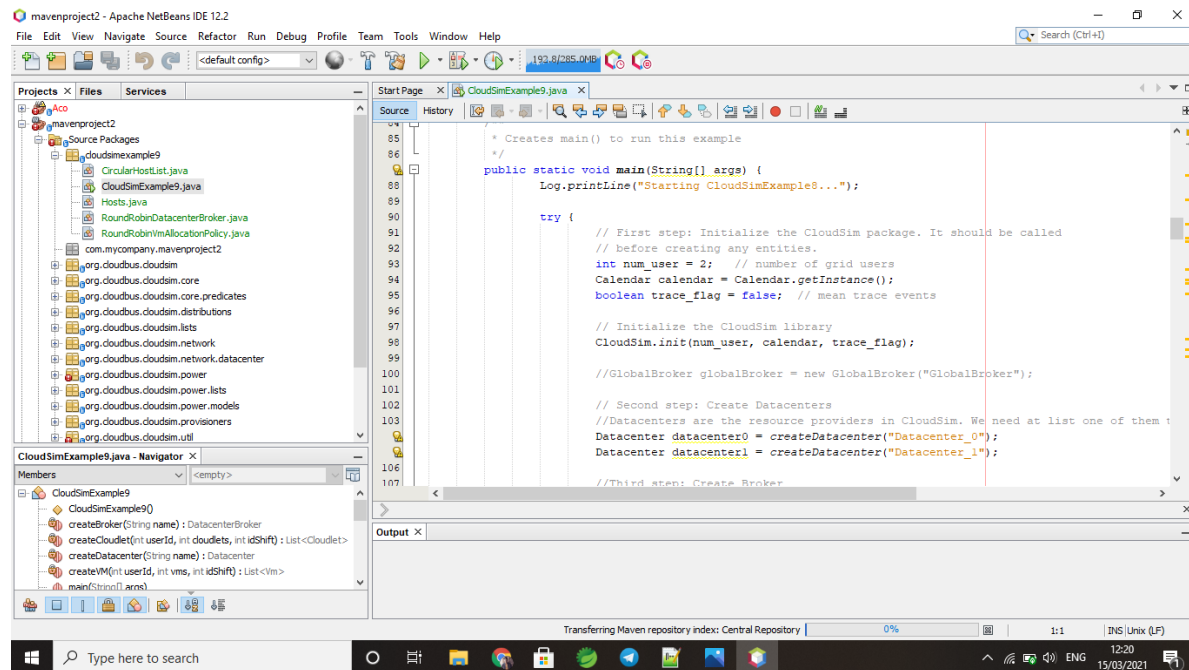 mavenproject2 - Apache NetBeans IDE 12.2
File Edit View Navigate Source Refactor Run Debug Profile Team Tools Window Help
Search (Ctrl+I)
<default config>
192.8/285.0MB
Projects Files Services
Start Page CloudSimExample9.java
Source History
Aco
mavenproject2
Source Packages
cloudsimexample9
CircularHostList.java
CloudSimExample9.java
Hosts.java
RoundRobinDatacenterBroker.java
RoundRobinVmAllocationPolicy.java
com.mycompany.mavenproject2
org.cloudbus.cloudsim
org.cloudbus.cloudsim.core
org.cloudbus.cloudsim.core.predicates
org.cloudbus.cloudsim.distributions
org.cloudbus.cloudsim.lists
org.cloudbus.cloudsim.network
org.cloudbus.cloudsim.network.datacenter
org.cloudbus.cloudsim.power
org.cloudbus.cloudsim.power.lists
org.cloudbus.cloudsim.power.models
org.cloudbus.cloudsim.provisioners
org.cloudbus.cloudsim.util
85 * Creates main() to run this example
86 */
public static void main(String[] args) {
88 Log.printLine("Starting CloudSimExample8...");
89
90 try {
91 // First step: Initialize the CloudSim package. It should be called
92 // before creating any entities.
93 int num_user = 2; // number of grid users
94 Calendar calendar = Calendar.getInstance();
95 boolean trace_flag = false; // mean trace events
96
97 // Initialize the CloudSim library
98 CloudSim.init(num_user, calendar, trace_flag);
99
100 //GlobalBroker globalBroker = new GlobalBroker("GlobalBroker");
101
102 // Second step: Create Datacenters
103 //Datacenters are the resource providers in CloudSim. We need at list one of them t
Datacenter datacenter0 = createDatacenter("Datacenter_0");
Datacenter datacenter1 = createDatacenter("Datacenter_1");
106
107 //Third step: Create Broker
CloudSimExample9.java - Navigator
Members <empty>
CloudSimExample9
CloudSimExample9()
createBroker(String name) : DatacenterBroker
createCloudlet(int userId, int cloudlets, int idShift) : List<Cloudlet>
createDatacenter(String name) : Datacenter
createVM(int userId, int vms, int idShift) : List<Vm>
main(String[] args)
Output
Transferring Maven repository index: Central Repository 0% 1:1 INS Unix (LF)
Type here to search
ENG
12:20
15/03/2021
1